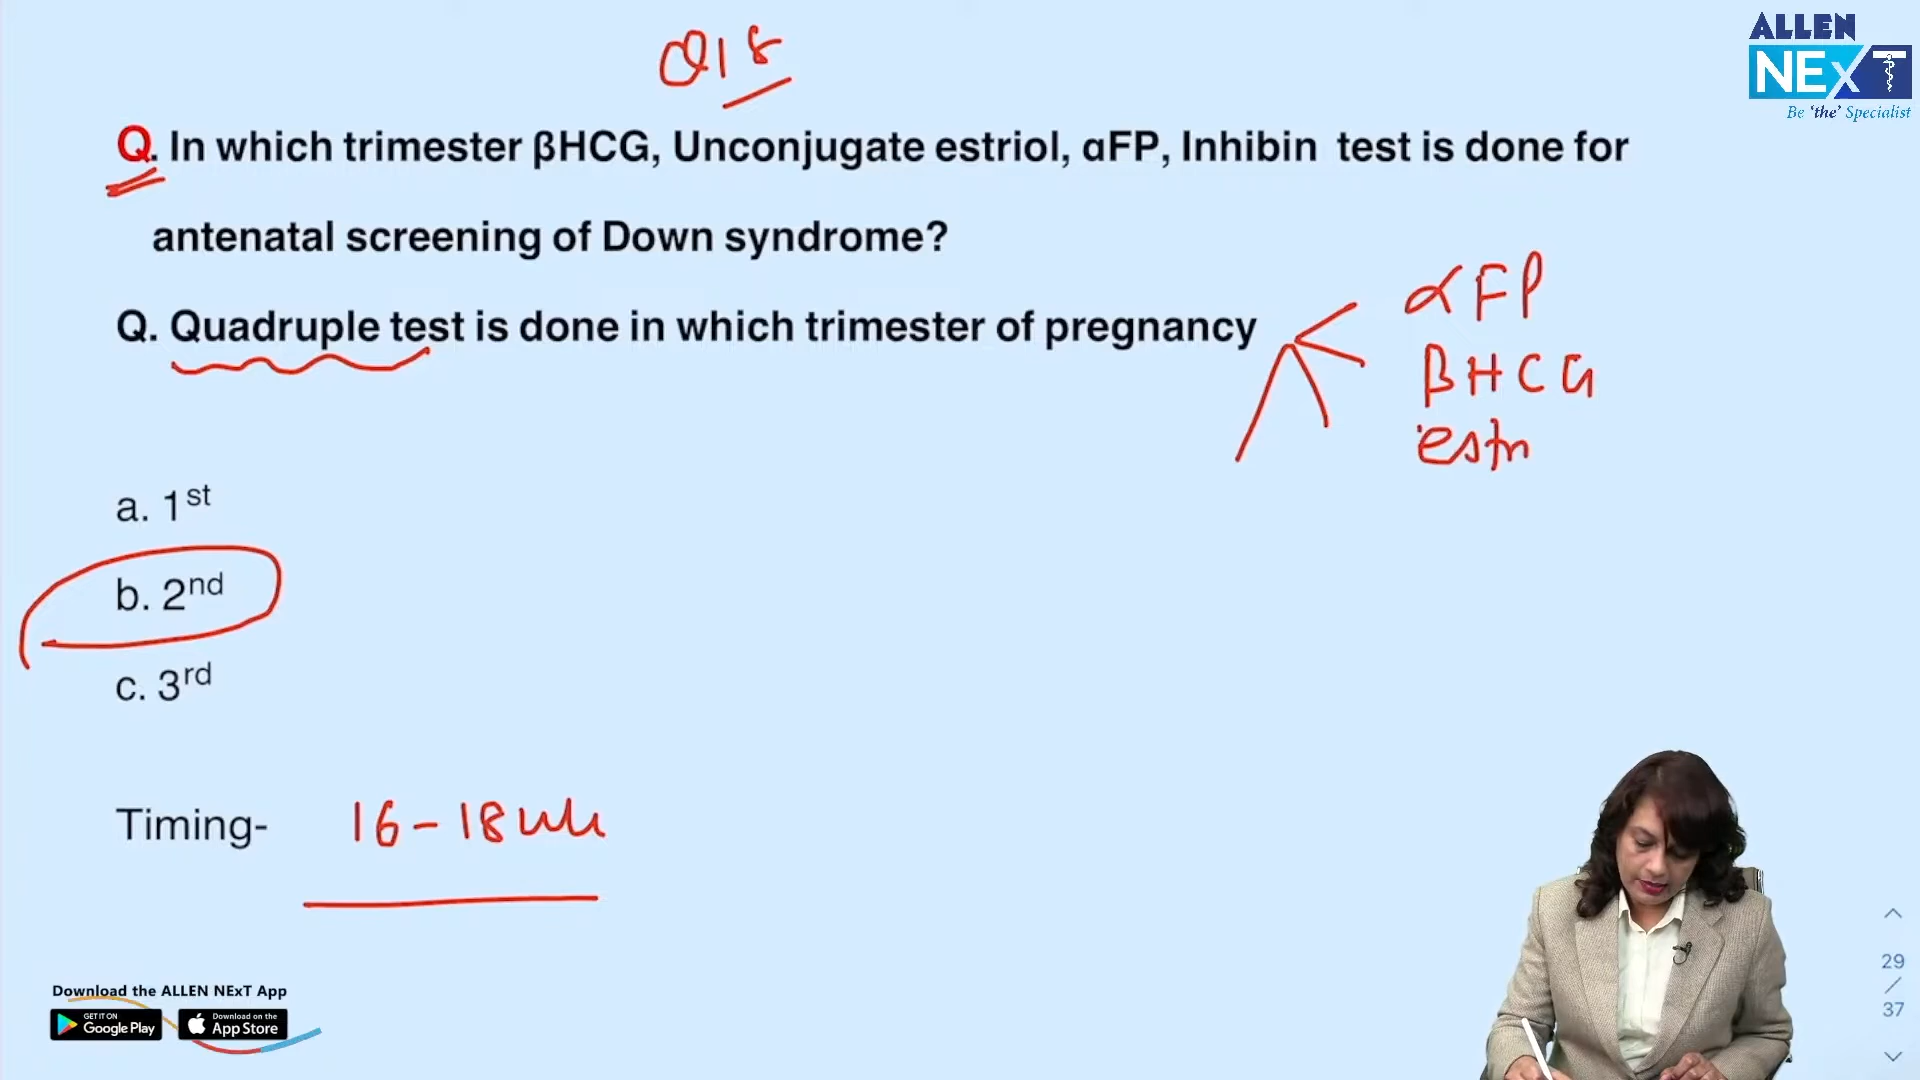 Q18
ALLEN
NExT
Be 'the' Specialist
Q. In which trimester βHCG, Unconjugate estriol, αFP, Inhibin test is done for
antenatal screening of Down syndrome?
Q. Quadruple test is done in which trimester of pregnancy
αFP
βHCG
estr
a. 1st
b. 2nd
c. 3rd
Timing- 16-18wk
29
/
37
Download the ALLEN NExT App
GET IT ON
Google Play
Download on the
App Store